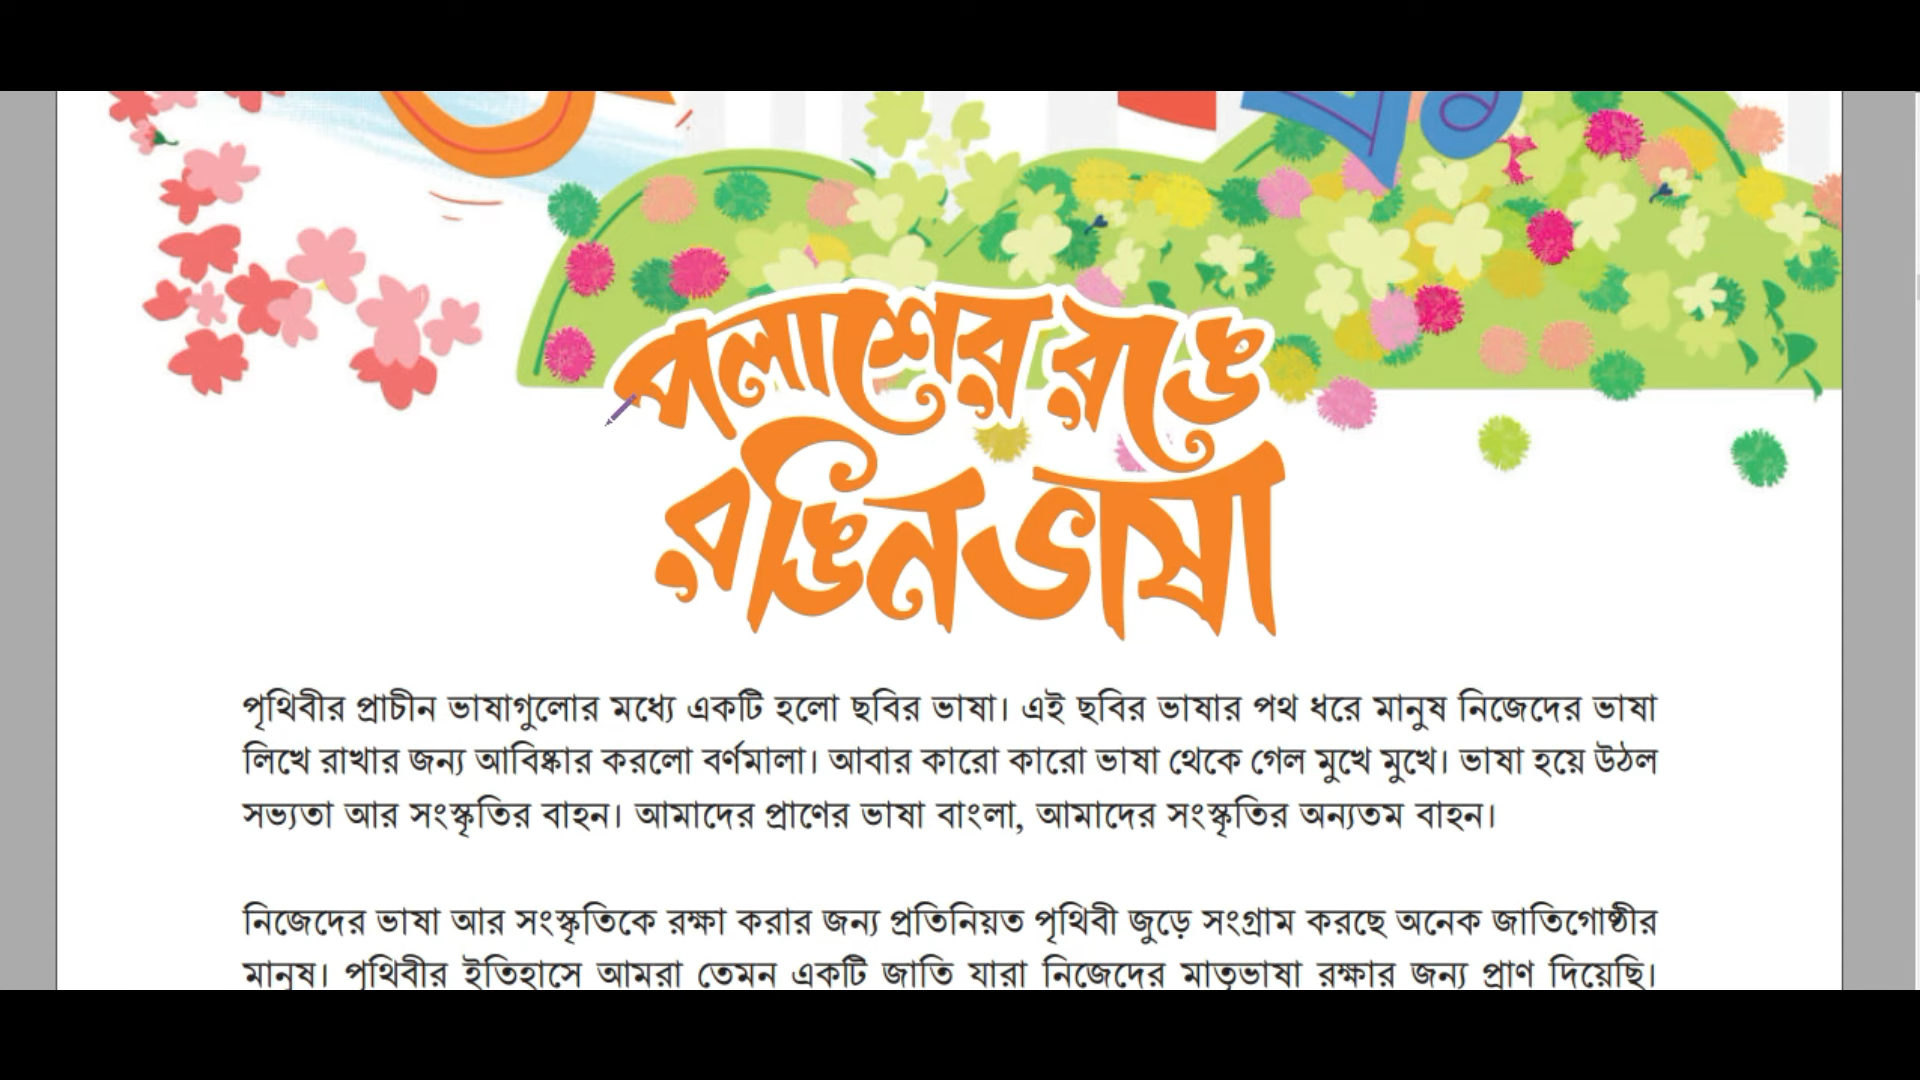 পলাশের রঙে
রঙিন ভাষা
পৃথিবীর প্রাচীন ভাষাগুলোর মধ্যে একটি হলো ছবির ভাষা। এই ছবির ভাষার পথ ধরে মানুষ নিজেদের ভাষা
লিখে রাখার জন্য আবিষ্কার করলো বর্ণমালা। আবার কারো কারো ভাষা থেকে গেল মুখে মুখে। ভাষা হয়ে উঠল
সভ্যতা আর সংস্কৃতির বাহন। আমাদের প্রাণের ভাষা বাংলা, আমাদের সংস্কৃতির অন্যতম বাহন।
নিজেদের ভাষা আর সংস্কৃতিকে রক্ষা করার জন্য প্রতিনিয়ত পৃথিবী জুড়ে সংগ্রাম করছে অনেক জাতিগোষ্ঠীর
মানুষ। পৃথিবীর ইতিহাসে আমরা তেমন একটি জাতি যারা নিজেদের মাতৃভাষা রক্ষার জন্য প্রাণ দিয়েছি।